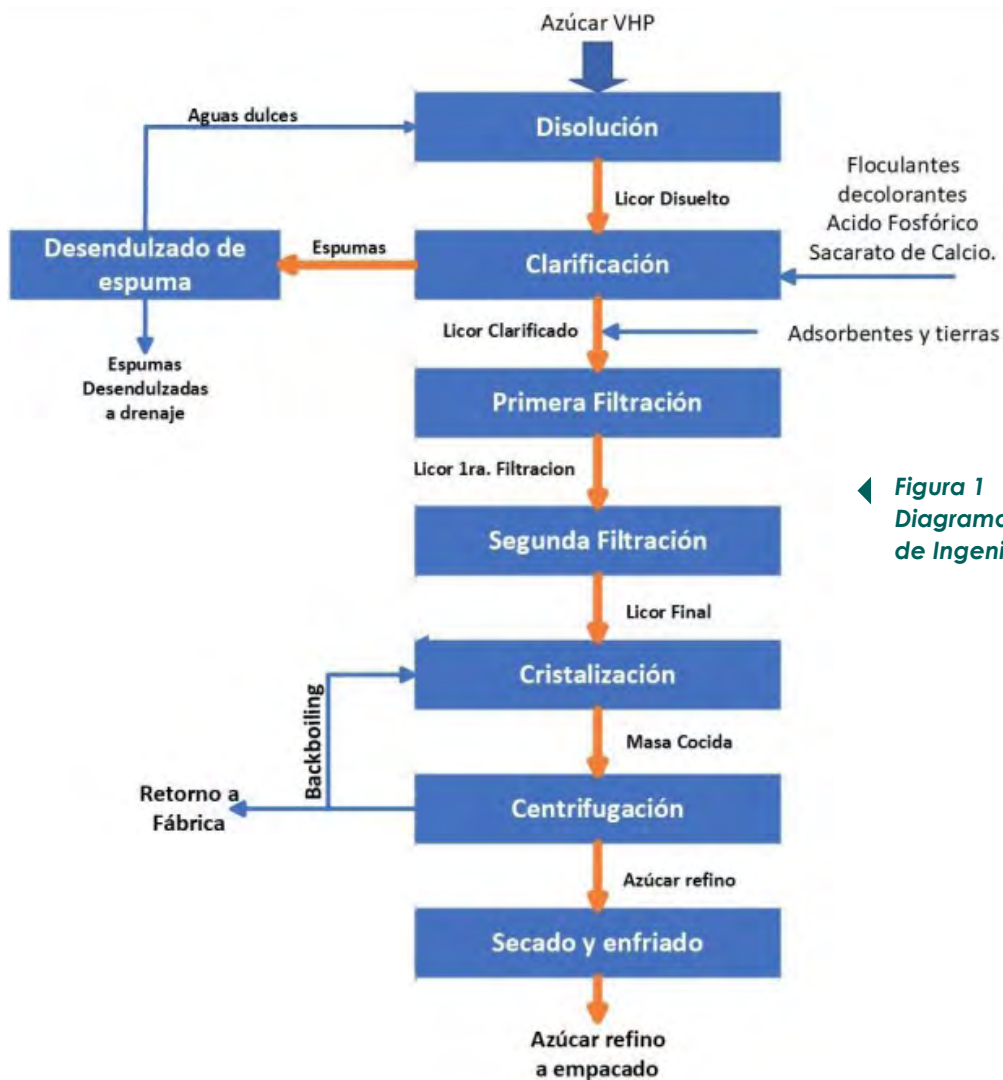 Azúcar VHP
Aguas dulces
Disolución
Licor Disuelto
Floculantes
decolorantes
Acido Fosfórico
Sacarato de Calcio.
Desendulzado de
espuma
Espumas
Clarificación
Licor Clarificado
Adsorbentes y tierras
Espumas
Desendulzadas
a drenaje
Primera Filtración
Licor 1ra. Filtracion
Figura 1
Diagrama
de Ingeni
Segunda Filtración
Licor Final
Cristalización
Backboiling
Masa Cocida
Retorno a
Fábrica
Centrifugación
Azúcar refino
Secado y enfriado
Azúcar refino
a empacado